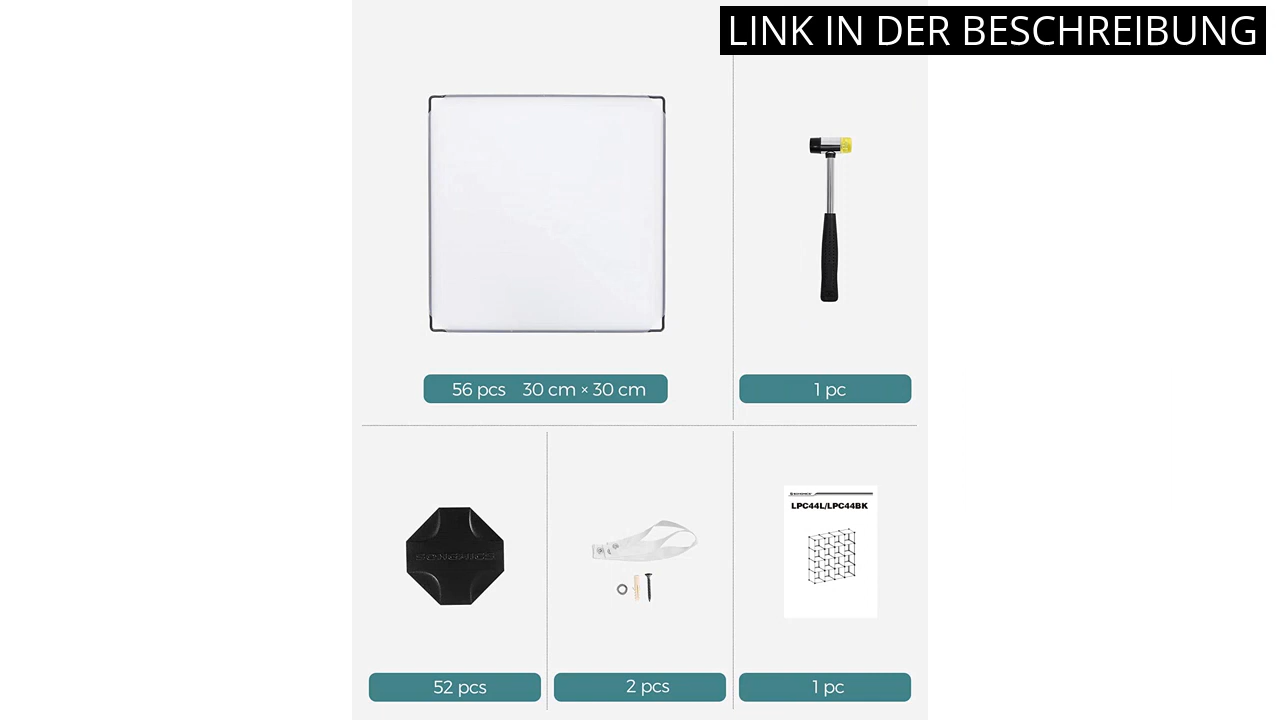 LINK IN DER BESCHREIBUNG
56 pcs 30 cm × 30 cm
1 pc
SONGMICS
LPC44L/LPC44BK
52 pcs
2 pcs
1 pc